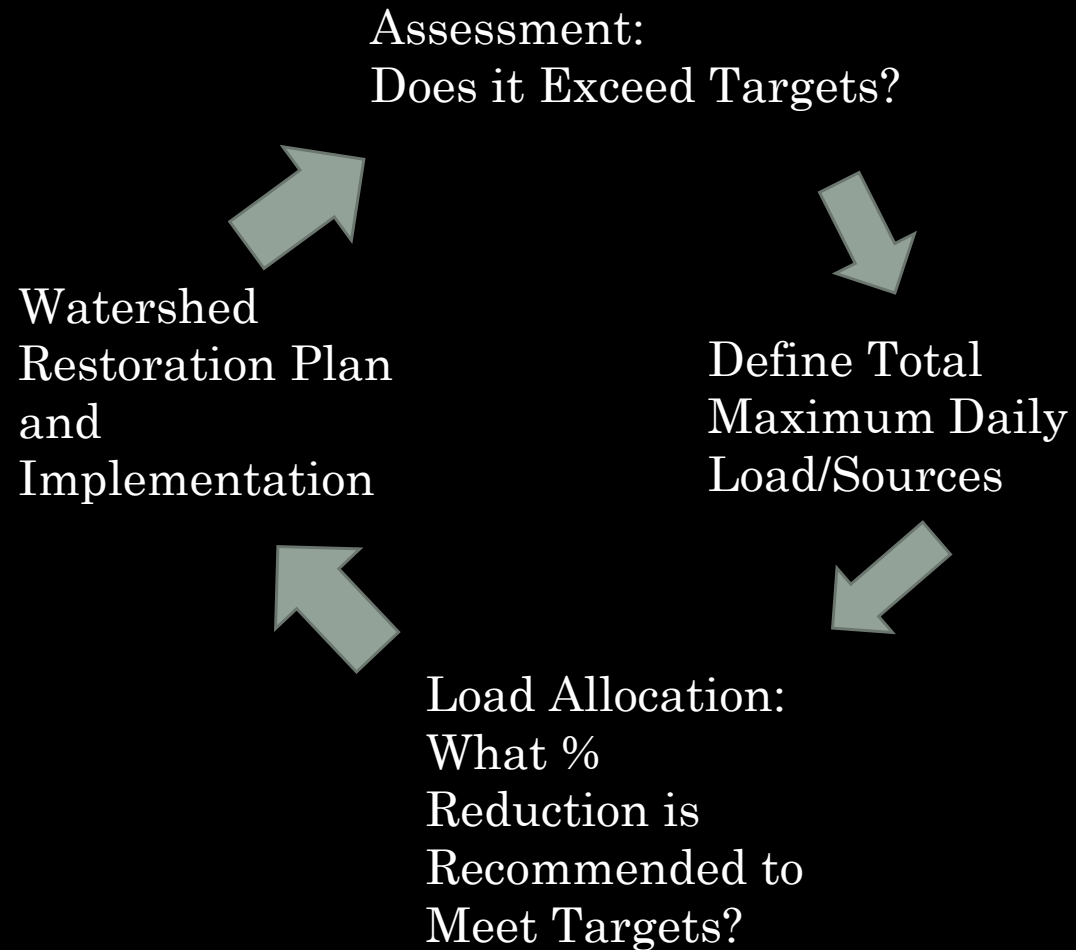 Assessment:
Does it Exceed Targets?
Define Total
Maximum Daily
Load/Sources
Load Allocation:
What %
Reduction is
Recommended to
Meet Targets?
Watershed
Restoration Plan
and
Implementation